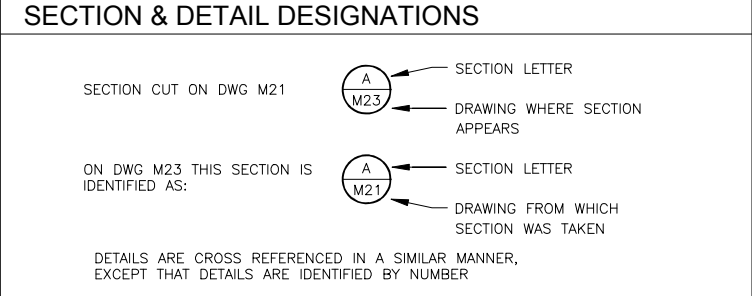 SECTION & DETAIL DESIGNATIONS
SECTION CUT ON DWG M21
A
M23
SECTION LETTER
DRAWING WHERE SECTION
APPEARS
ON DWG M23 THIS SECTION IS
IDENTIFIED AS:
A
M21
SECTION LETTER
DRAWING FROM WHICH
SECTION WAS TAKEN
DETAILS ARE CROSS REFERENCED IN A SIMILAR MANNER,
EXCEPT THAT DETAILS ARE IDENTIFIED BY NUMBER